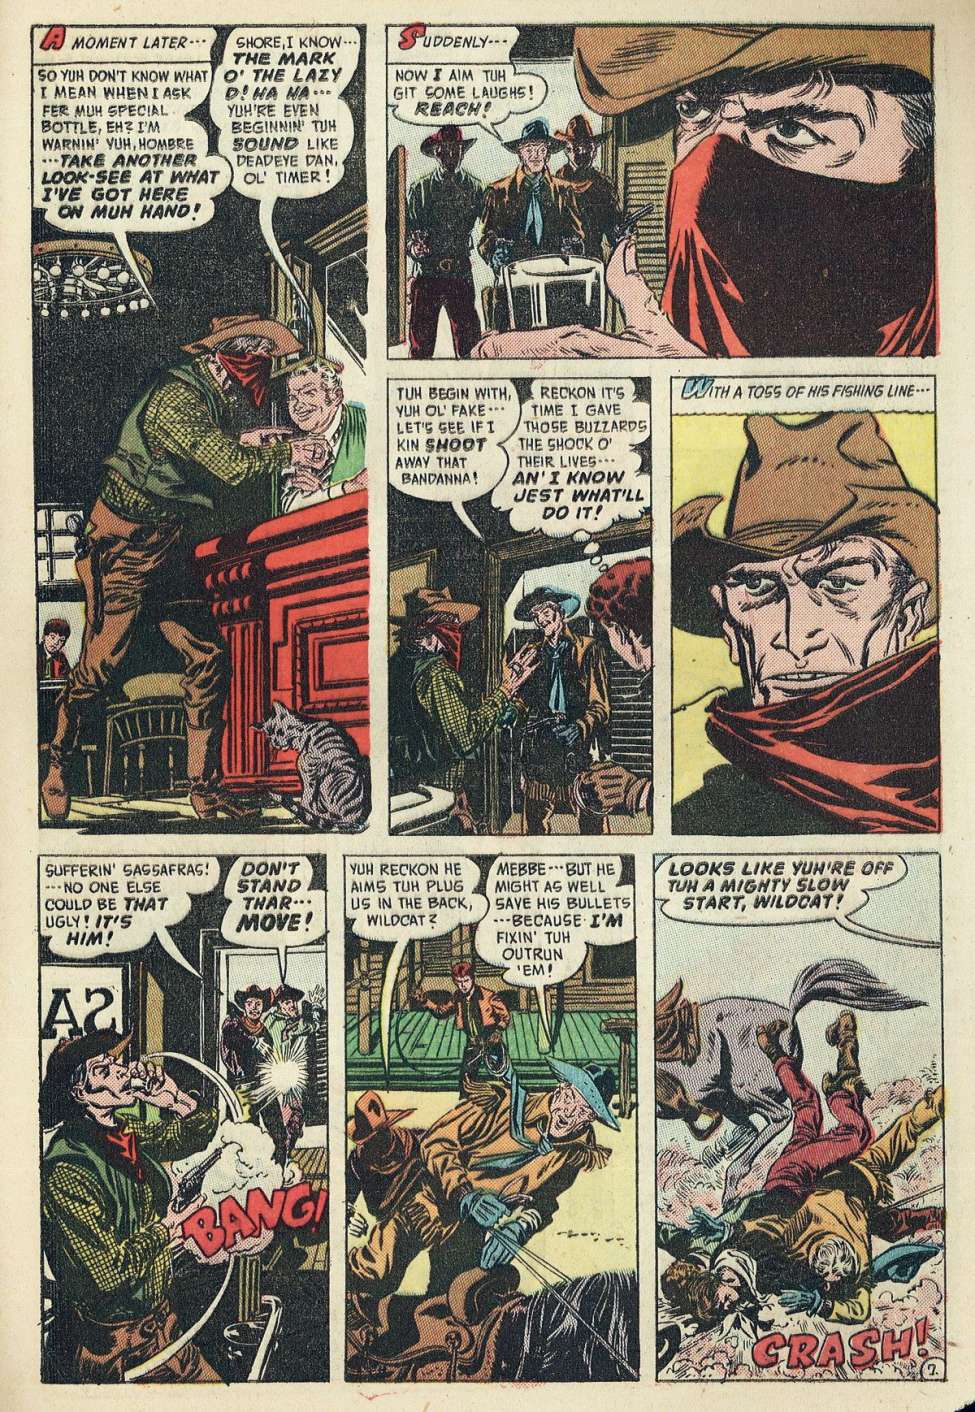 A MOMENT LATER---
SO YUH DON'T KNOW WHAT
I MEAN WHEN I ASK
FER MUH SPECIAL
BOTTLE, EH? I'M
WARNIN' YUH, HOMBRE
---TAKE ANOTHER
LOOK-SEE AT WHAT
I'VE GOT HERE
ON MUH HAND!
SHORE, I KNOW---
THE MARK
O' THE LAZY
D! HA HA---
YUH'RE EVEN
BEGINNIN' TUH
SOUND LIKE
DEADEYE DAN,
OL' TIMER!
SUDDENLY---
NOW I AIM TUH
GIT SOME LAUGHS!
REACH!
TUH BEGIN WITH,
YUH OL' FAKE---
LET'S SEE IF I
KIN SHOOT
AWAY THAT
BANDANNA!
RECKON IT'S
TIME I GAVE
THOSE BUZZARDS
THE SHOCK O'
THEIR LIVES---
AN' I KNOW
JEST WHAT'LL
DO IT!
WITH A TOSS OF HIS FISHING LINE---
SUFFERIN' SASSAFRAS!
---NO ONE ELSE
COULD BE THAT
UGLY! IT'S
HIM!
DON'T
STAND
THAR---
MOVE!
SA
BANG!
YUH RECKON HE
AIMS TUH PLUG
US IN THE BACK,
WILDCAT?
MEBBE---BUT HE
MIGHT AS WELL
SAVE HIS BULLETS
---BECAUSE I'M
FIXIN' TUH
OUTRUN
'EM!
LOOKS LIKE YUH'RE OFF
TUH A MIGHTY SLOW
START, WILDCAT!
CRASH!
7.